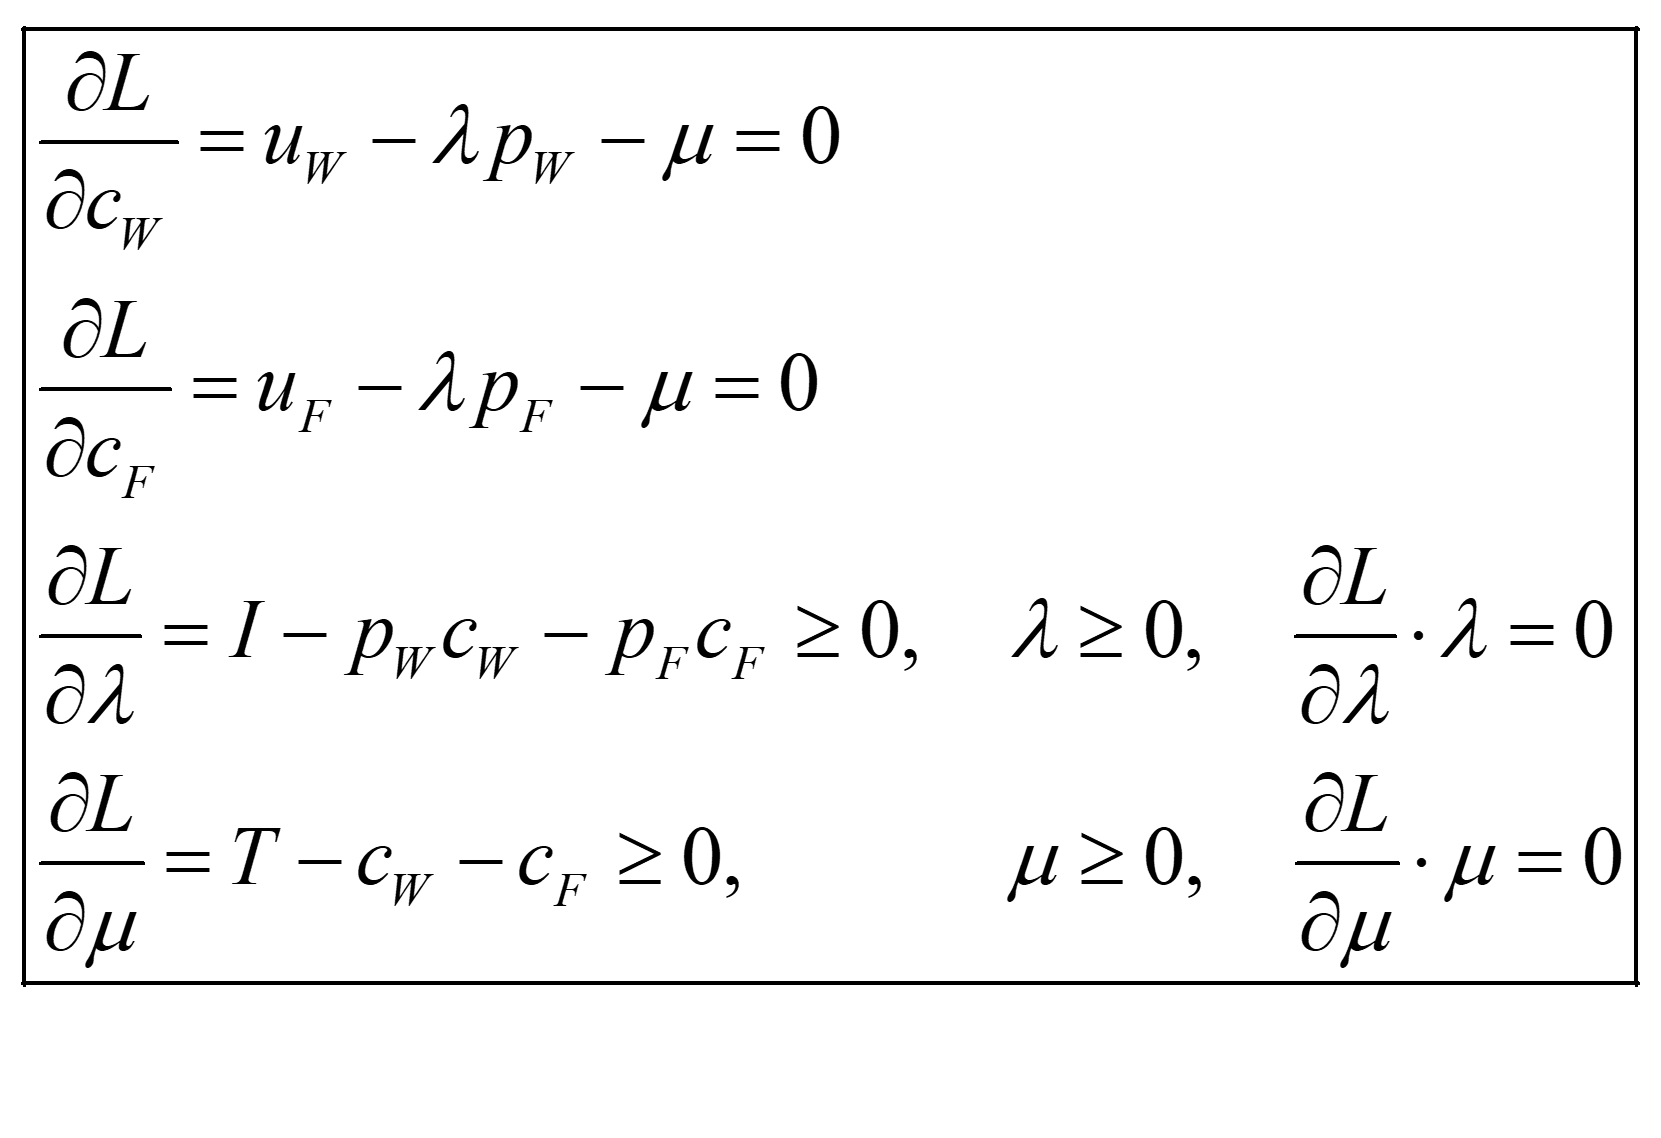 ∂L/∂c_W = u_W − λp_W − μ = 0
∂L/∂c_F = u_F − λp_F − μ = 0
∂L/∂λ = I − p_W c_W − p_F c_F ≥ 0, λ ≥ 0, ∂L/∂λ · λ = 0
∂L/∂μ = T − c_W − c_F ≥ 0, μ ≥ 0, ∂L/∂μ · μ = 0